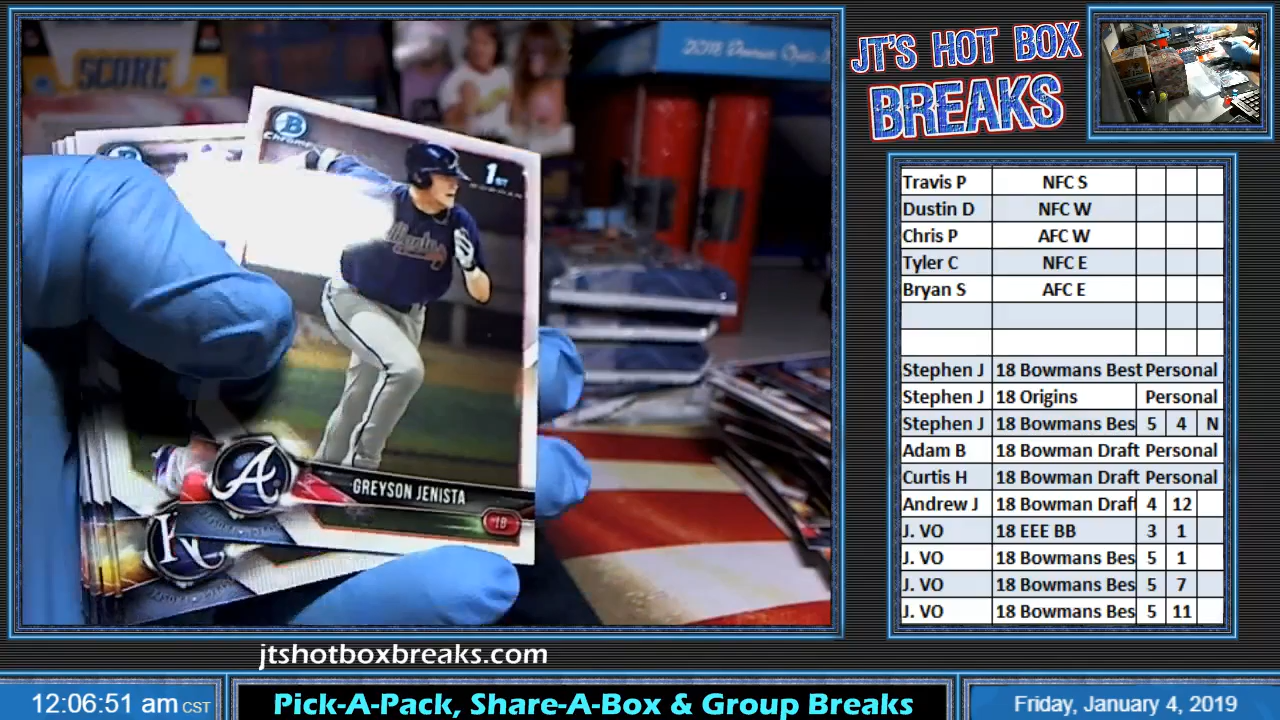 SCORE
Chrome
1ST
BOWMAN
GREYSON JENISTA
18
JT'S HOT BOX
BREAKS
Travis P NFC S
Dustin D NFC W
Chris P AFC W
Tyler C NFC E
Bryan S AFC E
Stephen J 18 Bowmans Best Personal
Stephen J 18 Origins Personal
Stephen J 18 Bowmans Bes 5 4 N
Adam B 18 Bowman Draft Personal
Curtis H 18 Bowman Draft Personal
Andrew J 18 Bowman Draft 4 12
J. VO 18 EEE BB 3 1
J. VO 18 Bowmans Bes 5 1
J. VO 18 Bowmans Bes 5 7
J. VO 18 Bowmans Bes 5 11
jtshotboxbreaks.com
12:06:51 am CST
Pick-A-Pack, Share-A-Box & Group Breaks
Friday, January 4, 2019